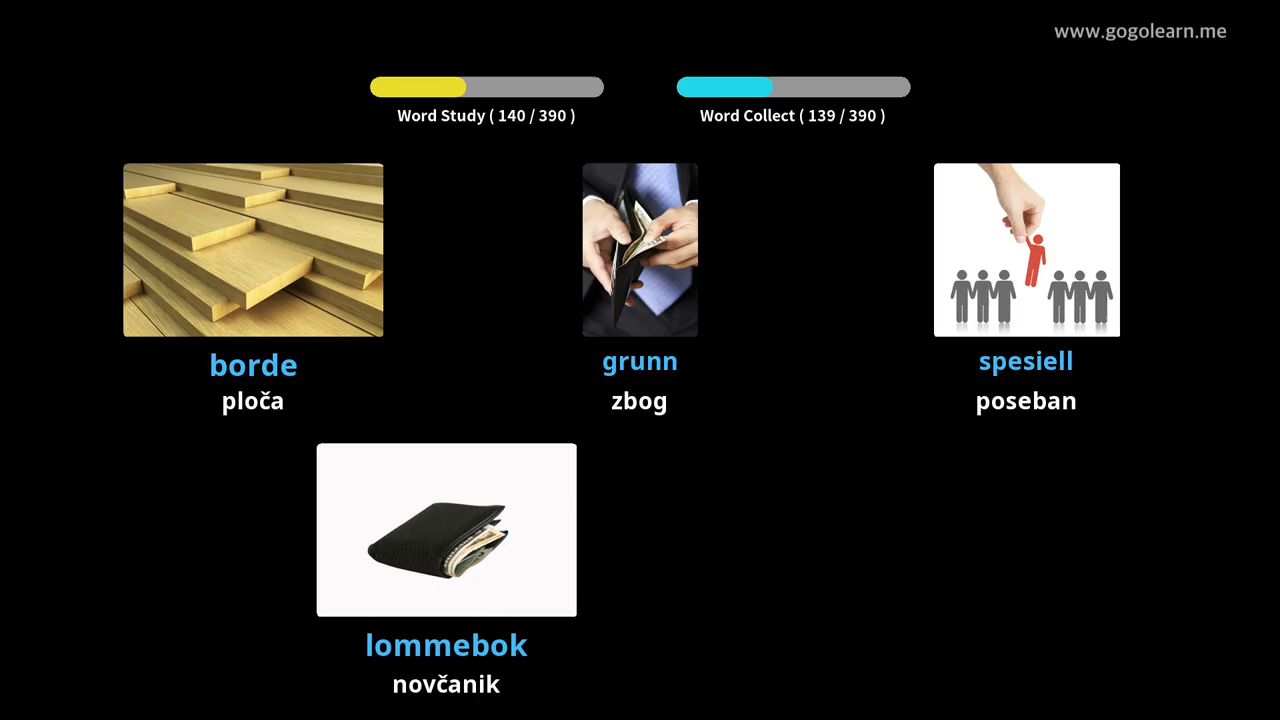 www.gogolearn.me
Word Study ( 140 / 390 )
Word Collect ( 139 / 390 )
borde
ploča
grunn
zbog
spesiell
poseban
lommebok
novčanik